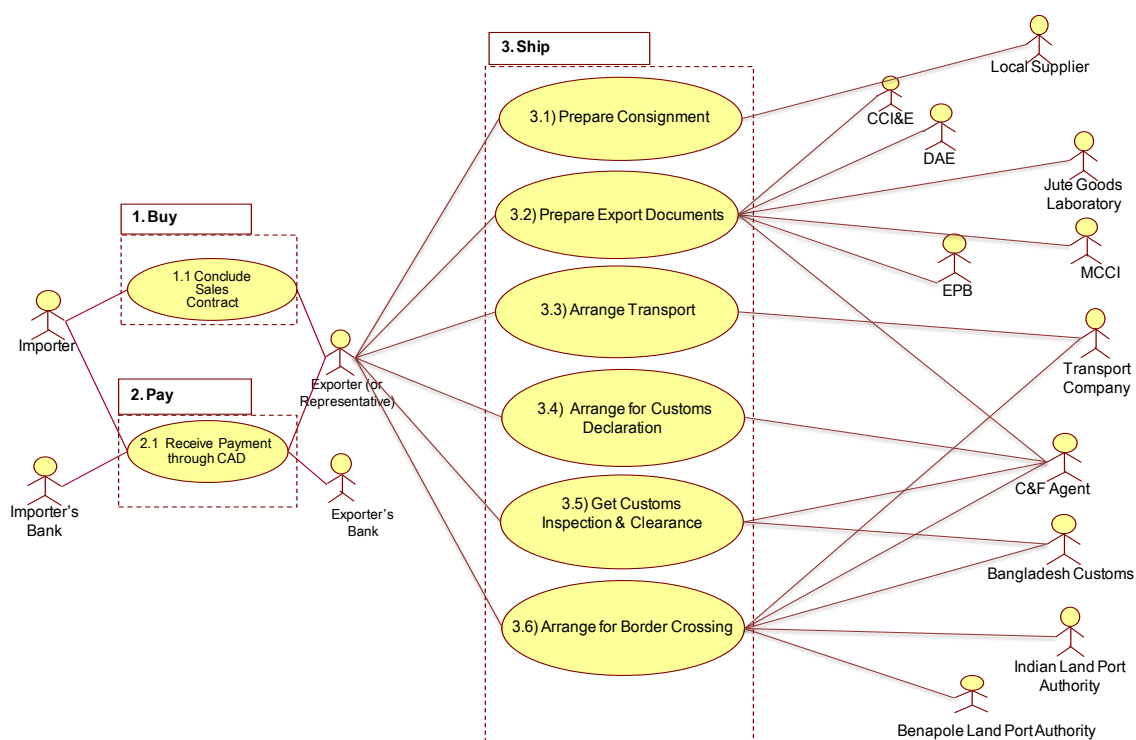 3. Ship
Local Supplier
3.1) Prepare Consignment
CCI&E
DAE
Jute Goods
Laboratory
3.2) Prepare Export Documents
MCCI
EPB
1. Buy
1.1 Conclude
Sales
Contract
Importer
3.3) Arrange Transport
Transport
Company
Exporter (or
Representative)
2. Pay
2.1 Receive Payment
through CAD
3.4) Arrange for Customs
Declaration
C&F Agent
Importer's
Bank
Exporter's
Bank
3.5) Get Customs
Inspection & Clearance
Bangladesh Customs
3.6) Arrange for Border Crossing
Indian Land Port
Authority
Benapole Land Port Authority